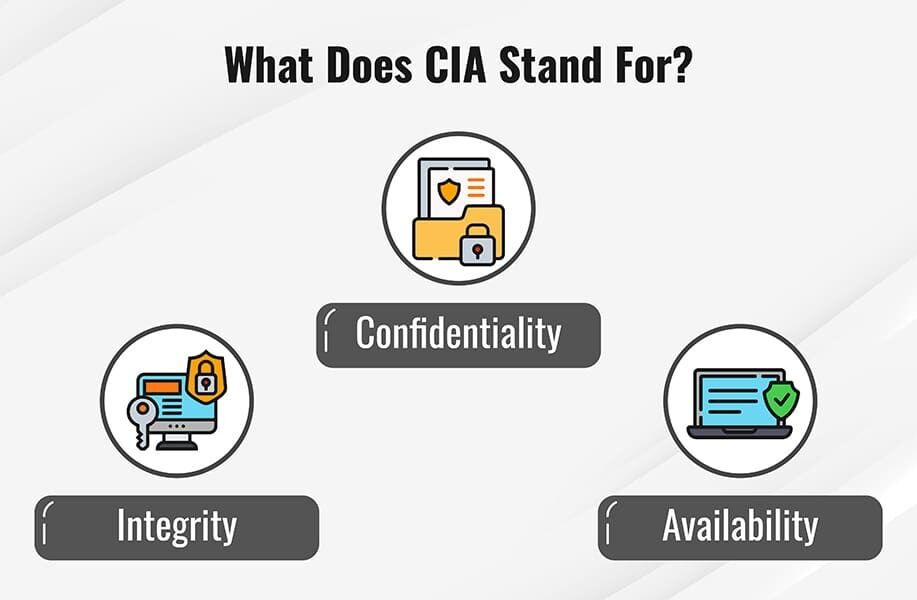 What Does CIA Stand For?
Confidentiality
Integrity
Availability